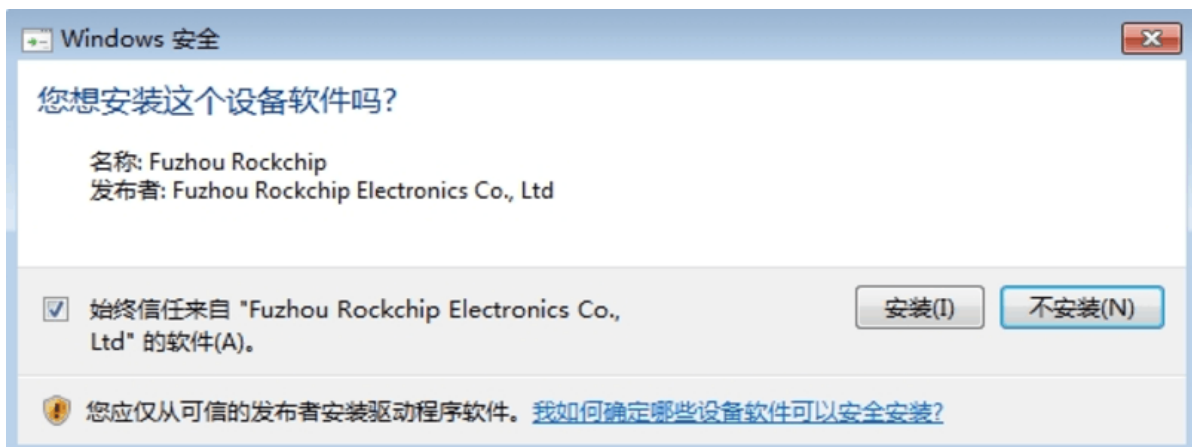 Windows 安全
您想安装这个设备软件吗?
名称: Fuzhou Rockchip
发布者: Fuzhou Rockchip Electronics Co., Ltd
始终信任来自 "Fuzhou Rockchip Electronics Co.,
Ltd" 的软件(A)。
安装(I)
不安装(N)
您应仅从可信的发布者安装驱动程序软件。我如何确定哪些设备软件可以安全安装?